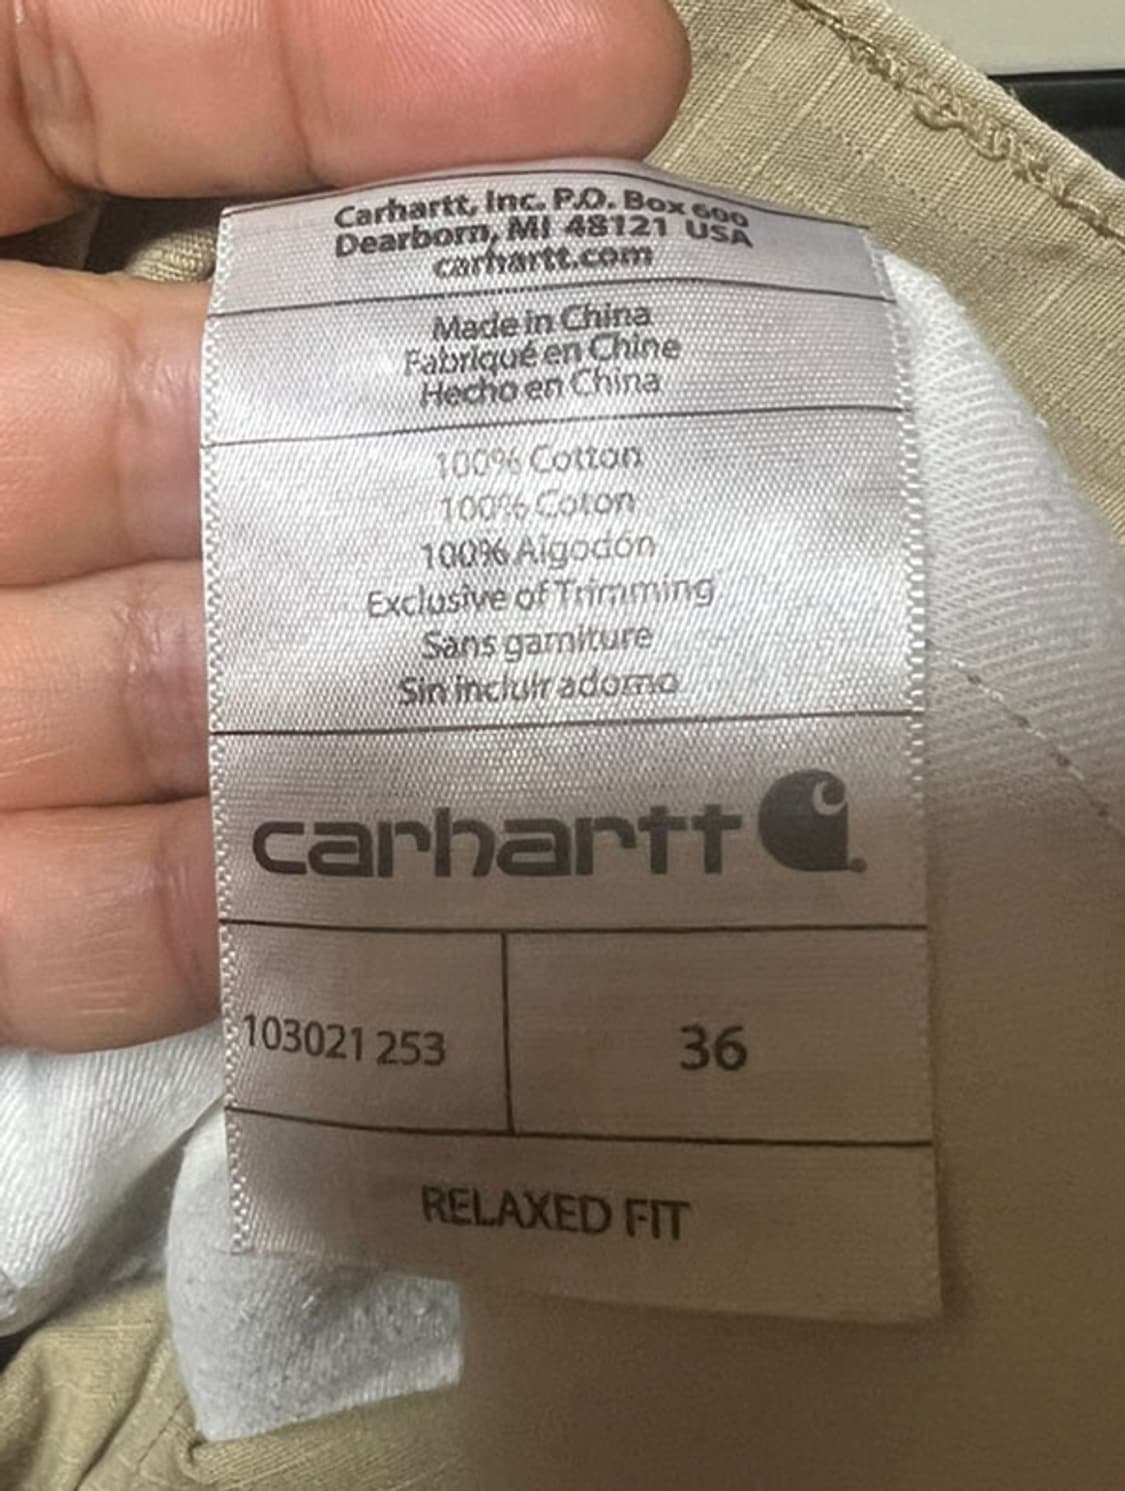 Carhartt, Inc. P.O. Box 600
Dearborn, MI 48121 USA
carhartt.com
Made in China
Fabriqué en Chine
Hecho en China
100% Cotton
100% Coton
100% Algodón
Exclusive of Trimming
Sans garniture
Sin incluir adorno
carhartt
103021 253
36
RELAXED FIT